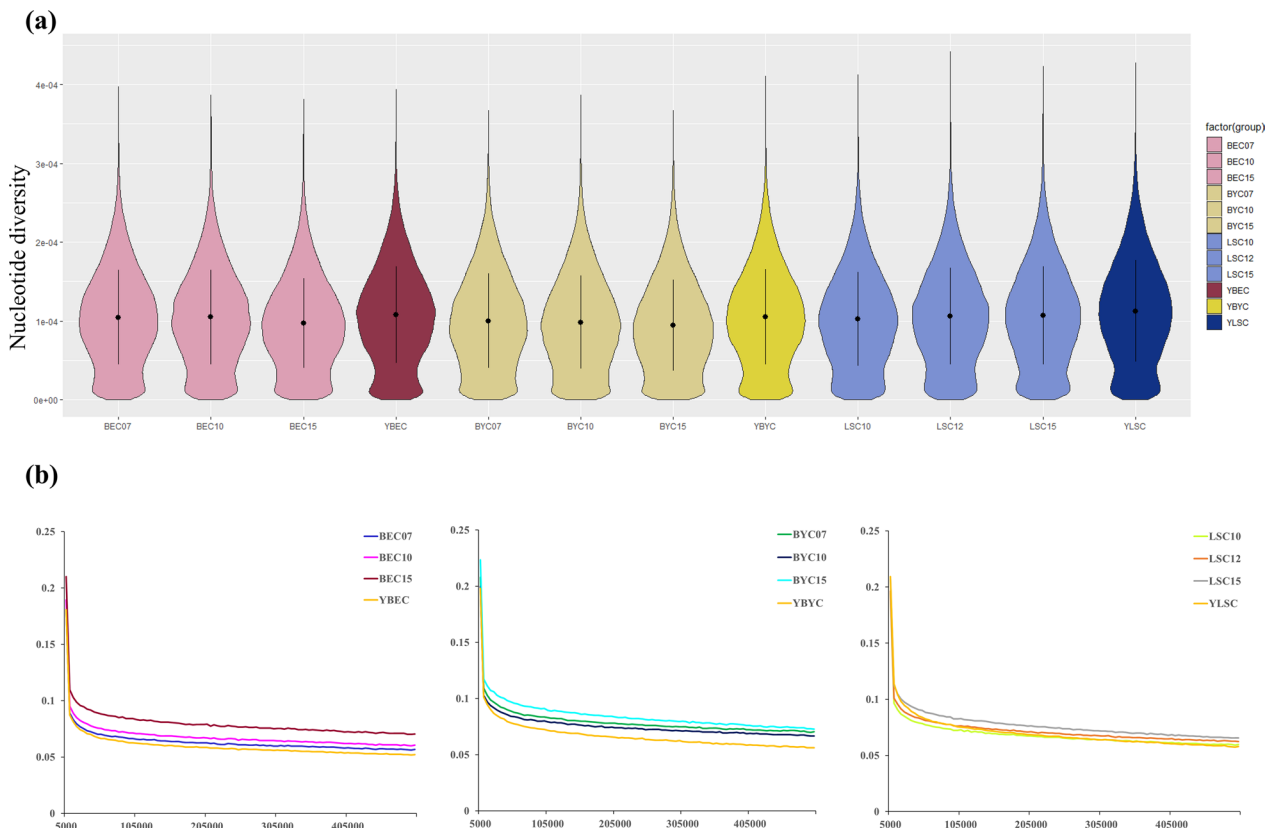 (a)
Nucleotide diversity
4e-04
3e-04
2e-04
1e-04
0e+00
BEC07 BEC10 BEC15 YBEC BYC07 BYC10 BYC15 YBYC LSC10 LSC12 LSC15 YLSC
factor(group)
BEC07
BEC10
BEC15
BYC07
BYC10
BYC15
LSC10
LSC12
LSC15
YBEC
YBYC
YLSC
(b)
0.25
0.2
0.15
0.1
0.05
0
5000 105000 205000 305000 405000
BEC07
BEC10
BEC15
YBEC
0.25
0.2
0.15
0.1
0.05
0
5000 105000 205000 305000 405000
BYC07
BYC10
BYC15
YBYC
0.25
0.2
0.15
0.1
0.05
0
5000 105000 205000 305000 405000
LSC10
LSC12
LSC15
YLSC